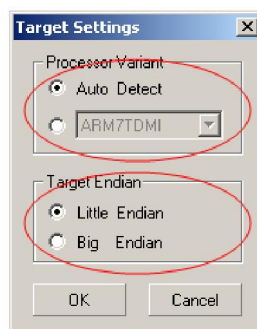 Target Settings
Processor Variant
Auto Detect
ARM7TDMI
Target Endian
Little Endian
Big Endian
OK Cancel